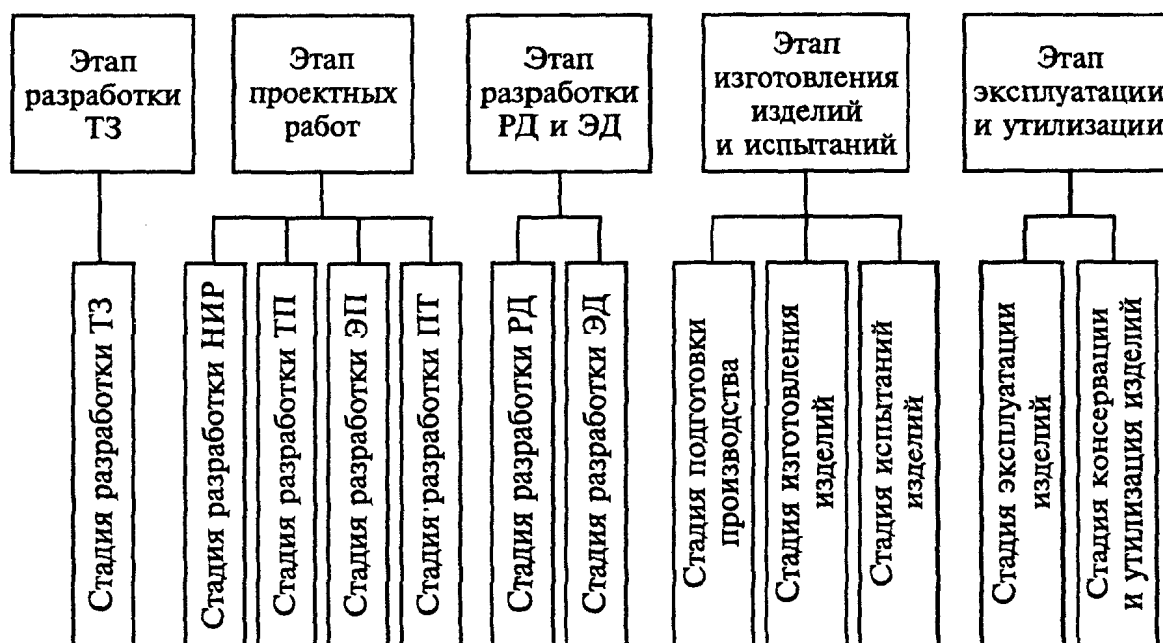 Этап
разработки
ТЗ
Этап
проектных
работ
Этап
разработки
РД и ЭД
Этап
изготовления
изделий
и испытаний
Этап
эксплуатации
и утилизации
Стадия разработки ТЗ
Стадия разработки НИР
Стадия разработки ТП
Стадия разработки ЭП
Стадия разработки ПТ
Стадия разработки РД
Стадия разработки ЭД
Стадия подготовки
производства
Стадия изготовления
изделий
Стадия испытаний
изделий
Стадия эксплуатации
изделий
Стадия консервации
и утилизация изделий